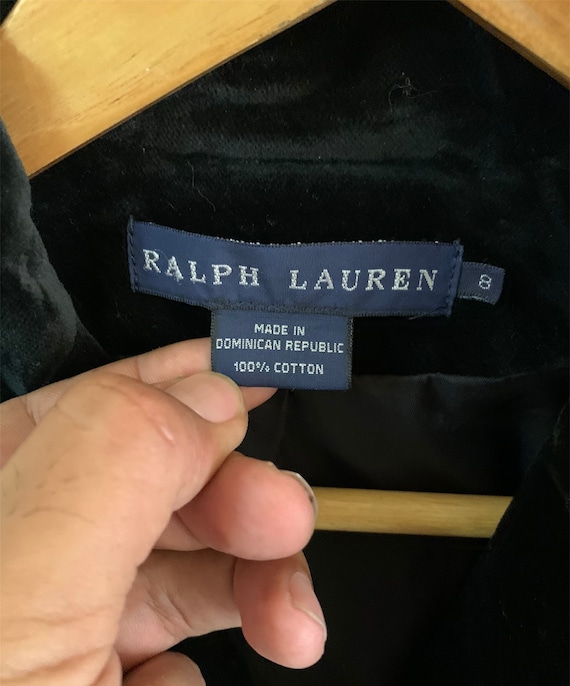 RALPH LAUREN
8
MADE IN
DOMINICAN REPUBLIC
100% COTTON